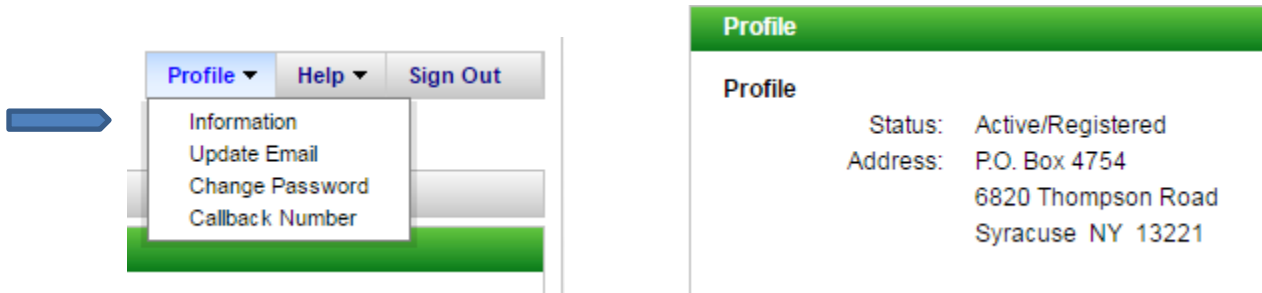 Profile Help Sign Out
Information
Update Email
Change Password
Callback Number
Profile
Profile
Status: Active/Registered
Address: P.O. Box 4754
6820 Thompson Road
Syracuse NY 13221